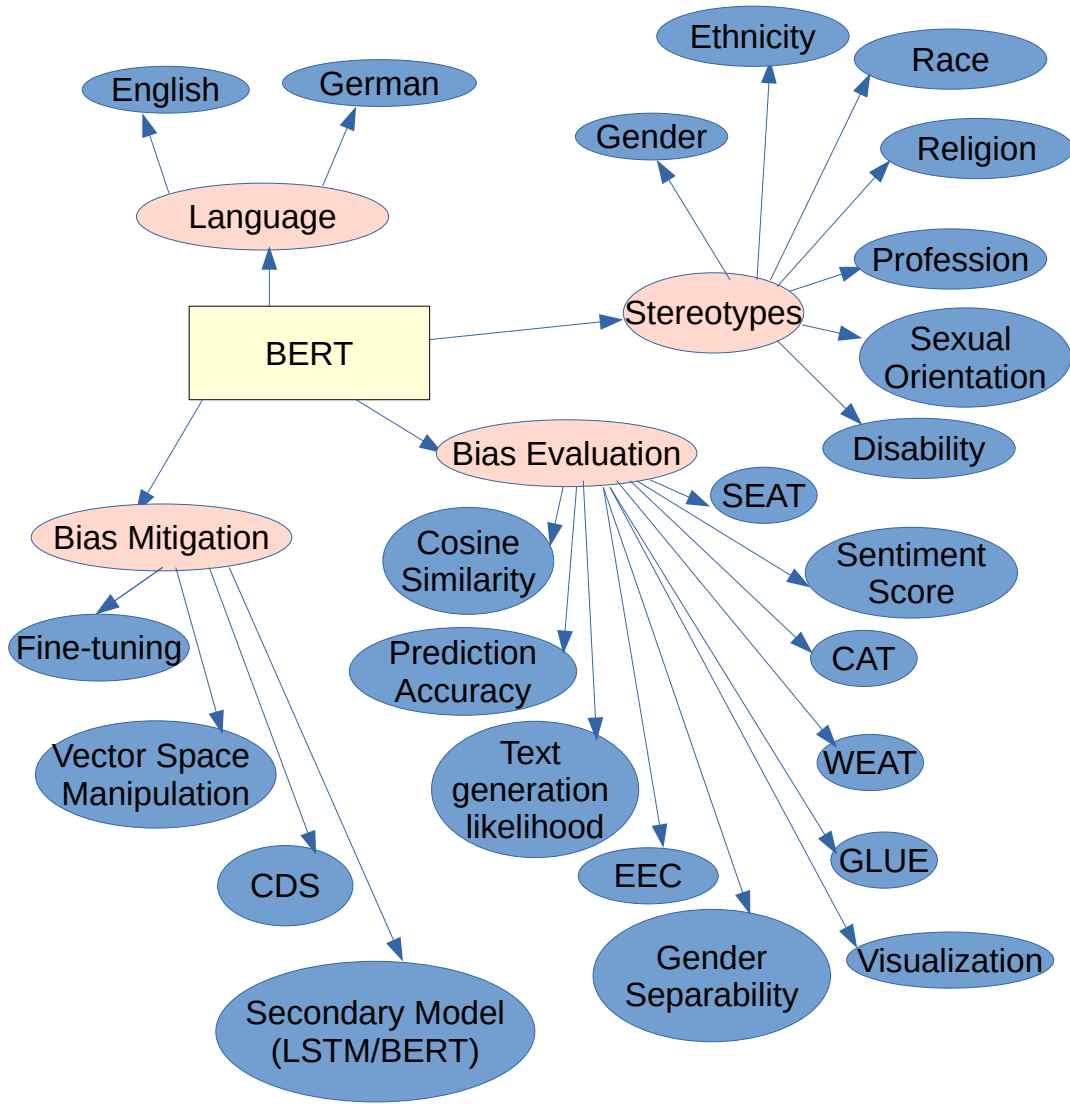 English
German
Language
Ethnicity
Race
Gender
Religion
Profession
Stereotypes
Sexual
Orientation
Disability
BERT
Bias Evaluation
SEAT
Cosine
Similarity
Sentiment
Score
Prediction
Accuracy
CAT
Text
generation
likelihood
WEAT
EEC
GLUE
Gender
Separability
Visualization
Bias Mitigation
Fine-tuning
Vector Space
Manipulation
CDS
Secondary Model
(LSTM/BERT)